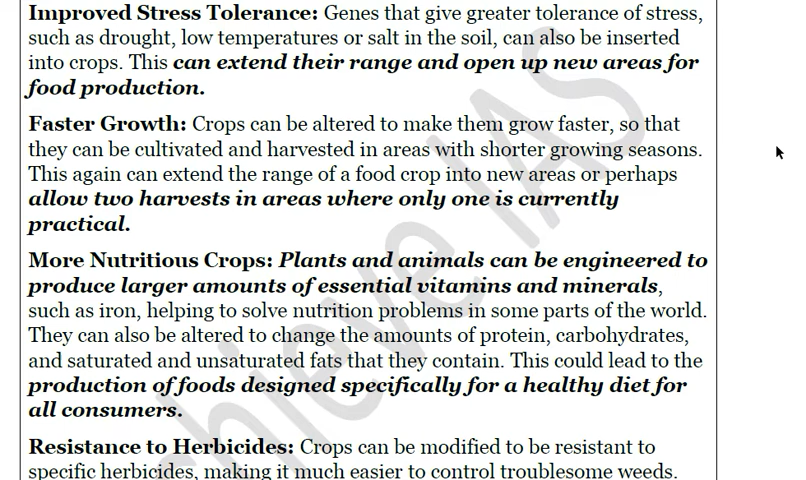 Improved Stress Tolerance: Genes that give greater tolerance of stress,
such as drought, low temperatures or salt in the soil, can also be inserted
into crops. This can extend their range and open up new areas for
food production.
Faster Growth: Crops can be altered to make them grow faster, so that
they can be cultivated and harvested in areas with shorter growing seasons.
This again can extend the range of a food crop into new areas or perhaps
allow two harvests in areas where only one is currently
practical.
More Nutritious Crops: Plants and animals can be engineered to
produce larger amounts of essential vitamins and minerals,
such as iron, helping to solve nutrition problems in some parts of the world.
They can also be altered to change the amounts of protein, carbohydrates,
and saturated and unsaturated fats that they contain. This could lead to the
production of foods designed specifically for a healthy diet for
all consumers.
Resistance to Herbicides: Crops can be modified to be resistant to
specific herbicides, making it much easier to control troublesome weeds.
chieve IAS